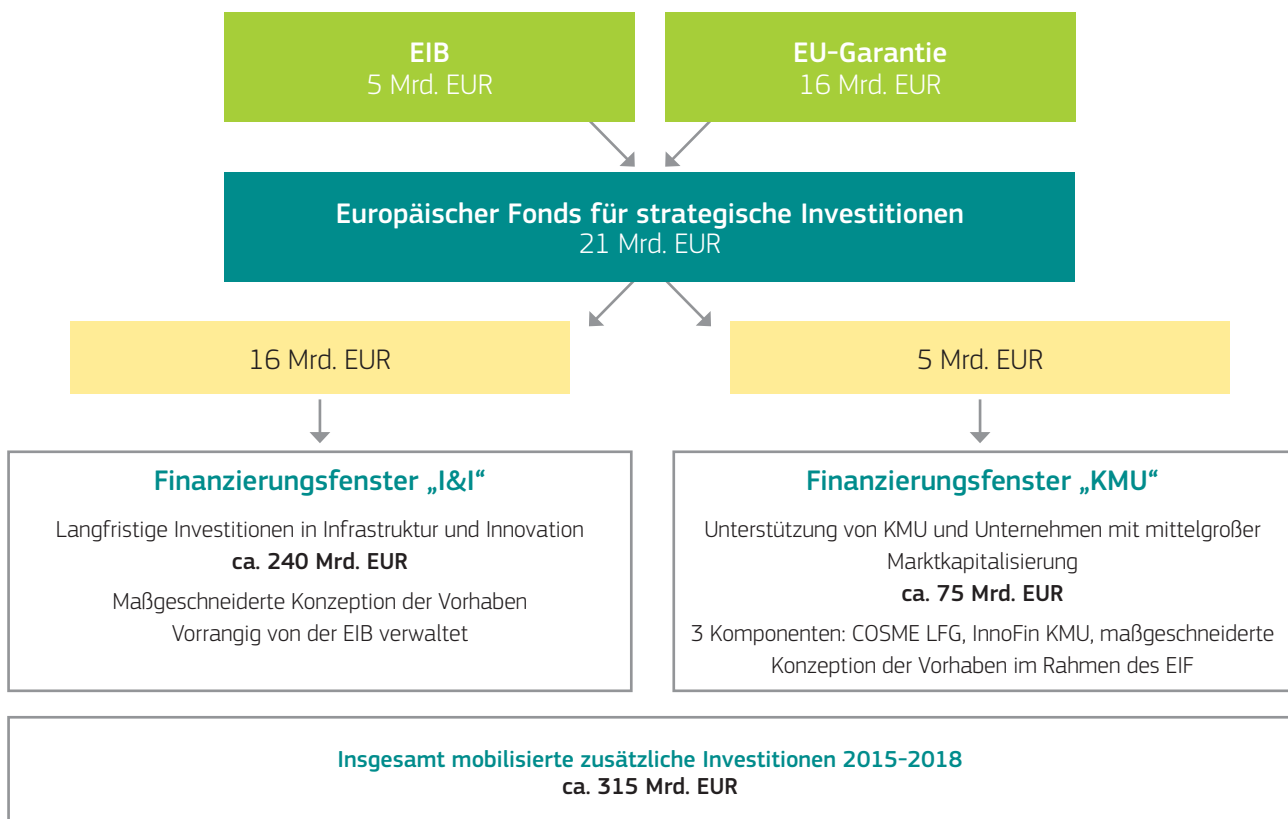 EIB
5 Mrd. EUR
EU-Garantie
16 Mrd. EUR
Europäischer Fonds für strategische Investitionen
21 Mrd. EUR
16 Mrd. EUR
5 Mrd. EUR
Finanzierungsfenster „I&I“
Langfristige Investitionen in Infrastruktur und Innovation
ca. 240 Mrd. EUR
Maßgeschneiderte Konzeption der Vorhaben
Vorrangig von der EIB verwaltet
Finanzierungsfenster „KMU“
Unterstützung von KMU und Unternehmen mit mittelgroßer
Marktkapitalisierung
ca. 75 Mrd. EUR
3 Komponenten: COSME LFG, InnoFin KMU, maßgeschneiderte
Konzeption der Vorhaben im Rahmen des EIF
Insgesamt mobilisierte zusätzliche Investitionen 2015-2018
ca. 315 Mrd. EUR